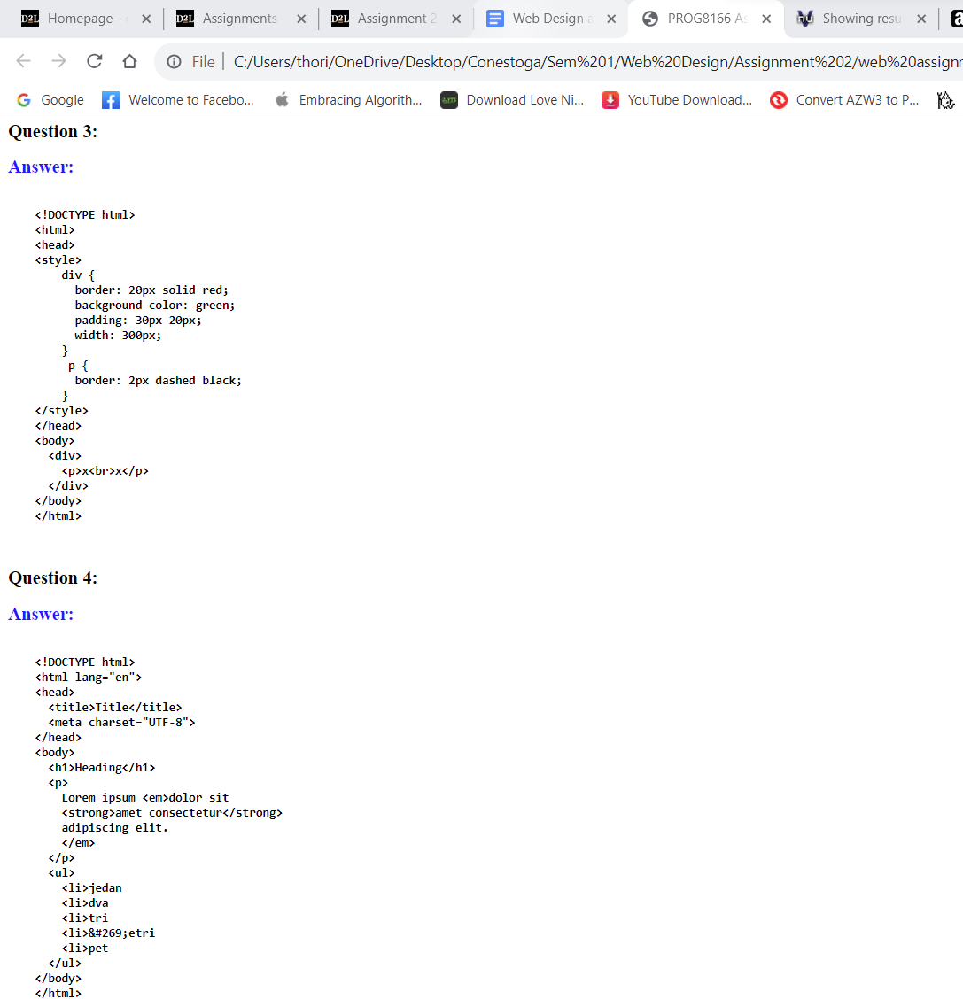 Homepage -
Assignments
Assignment 2
Web Design a
PROG8166 As
Showing resu
File
C:/Users/thori/OneDrive/Desktop/Conestoga/Sem%201/Web%20Design/Assignment%202/web%20assignm
Google
Welcome to Facebo...
Embracing Algorith...
Download Love Ni...
YouTube Download...
Convert AZW3 to P...
Question 3:
Answer:
<!DOCTYPE html>
<html>
<head>
<style>
    div {
      border: 20px solid red;
      background-color: green;
      padding: 30px 20px;
      width: 300px;
    }
     p {
      border: 2px dashed black;
    }
</style>
</head>
<body>
  <div>
    <p>x<br>x</p>
  </div>
</body>
</html>
Question 4:
Answer:
<!DOCTYPE html>
<html lang="en">
<head>
  <title>Title</title>
  <meta charset="UTF-8">
</head>
<body>
  <h1>Heading</h1>
  <p>
    Lorem ipsum <em>dolor sit
    <strong>amet consectetur</strong>
    adipiscing elit.
    </em>
  </p>
  <ul>
    <li>jedan
    <li>dva
    <li>tri
    <li>&#269;etri
    <li>pet
  </ul>
</body>
</html>